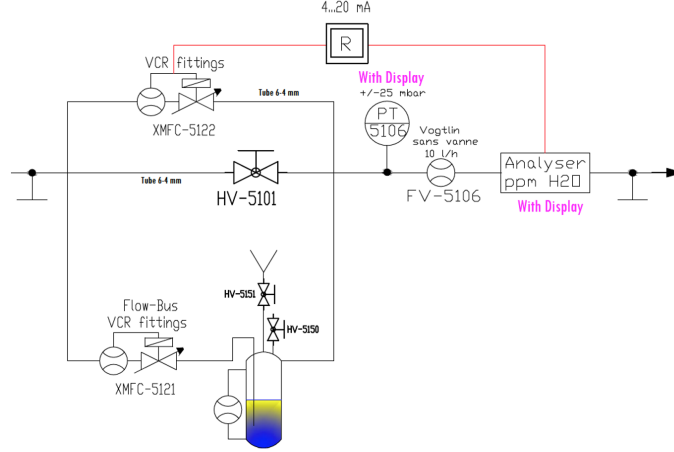 4...20 mA
R
VCR fittings
With Display
+/-25 mbar
Tube 6-4 mm
PT
5106
XMFC-5122
Vogtlin
sans vanne
10 l/h
Analyser
ppm H2O
Tube 6-4 mm
HV-5101
FV-5106
With Display
HV-5151
Flow-Bus
VCR fittings
HV-5150
XMFC-5121